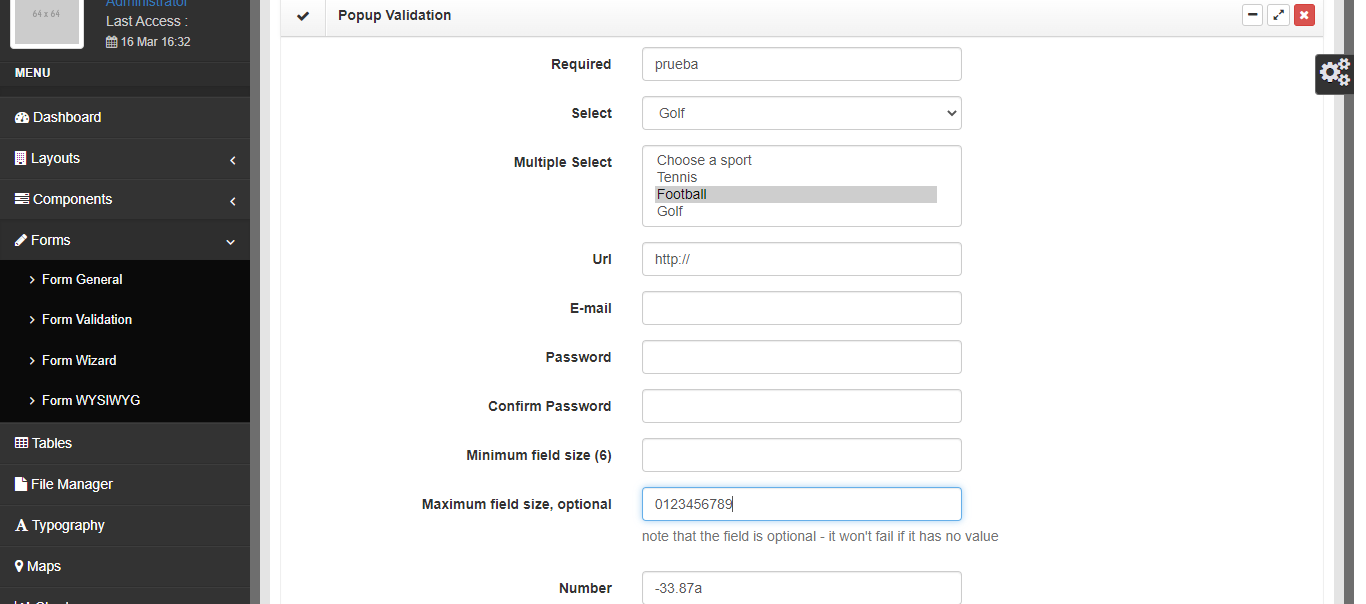 64 x 64
Administrator
Last Access :
16 Mar 16:32
MENU
Dashboard
Layouts
Components
Forms
Form General
Form Validation
Form Wizard
Form WYSIWYG
Tables
File Manager
Typography
Maps
Popup Validation
Required
prueba
Select
Golf
Multiple Select
Choose a sport
Tennis
Football
Golf
Url
http://
E-mail
Password
Confirm Password
Minimum field size (6)
Maximum field size, optional
0123456789
note that the field is optional - it won't fail if it has no value
Number
-33.87a